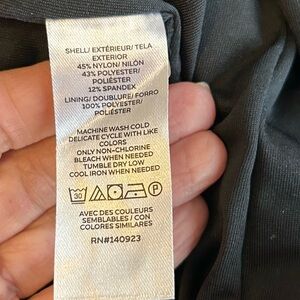 SHELL/ EXTÉRIEUR/ TELA
EXTERIOR
45% NYLON/ NILÓN
43% POLYESTER/
POLIÉSTER
12% SPANDEX
LINING/ DOUBLURE/ FORRO
100% POLYESTER/
POLIÉSTER
MACHINE WASH COLD
DELICATE CYCLE WITH LIKE
COLORS
ONLY NON-CHLORINE
BLEACH WHEN NEEDED
TUMBLE DRY LOW
COOL IRON WHEN NEEDED
30 P
AVEC DES COULEURS
SEMBLABLES / CON
COLORES SIMILARES
RN#140923